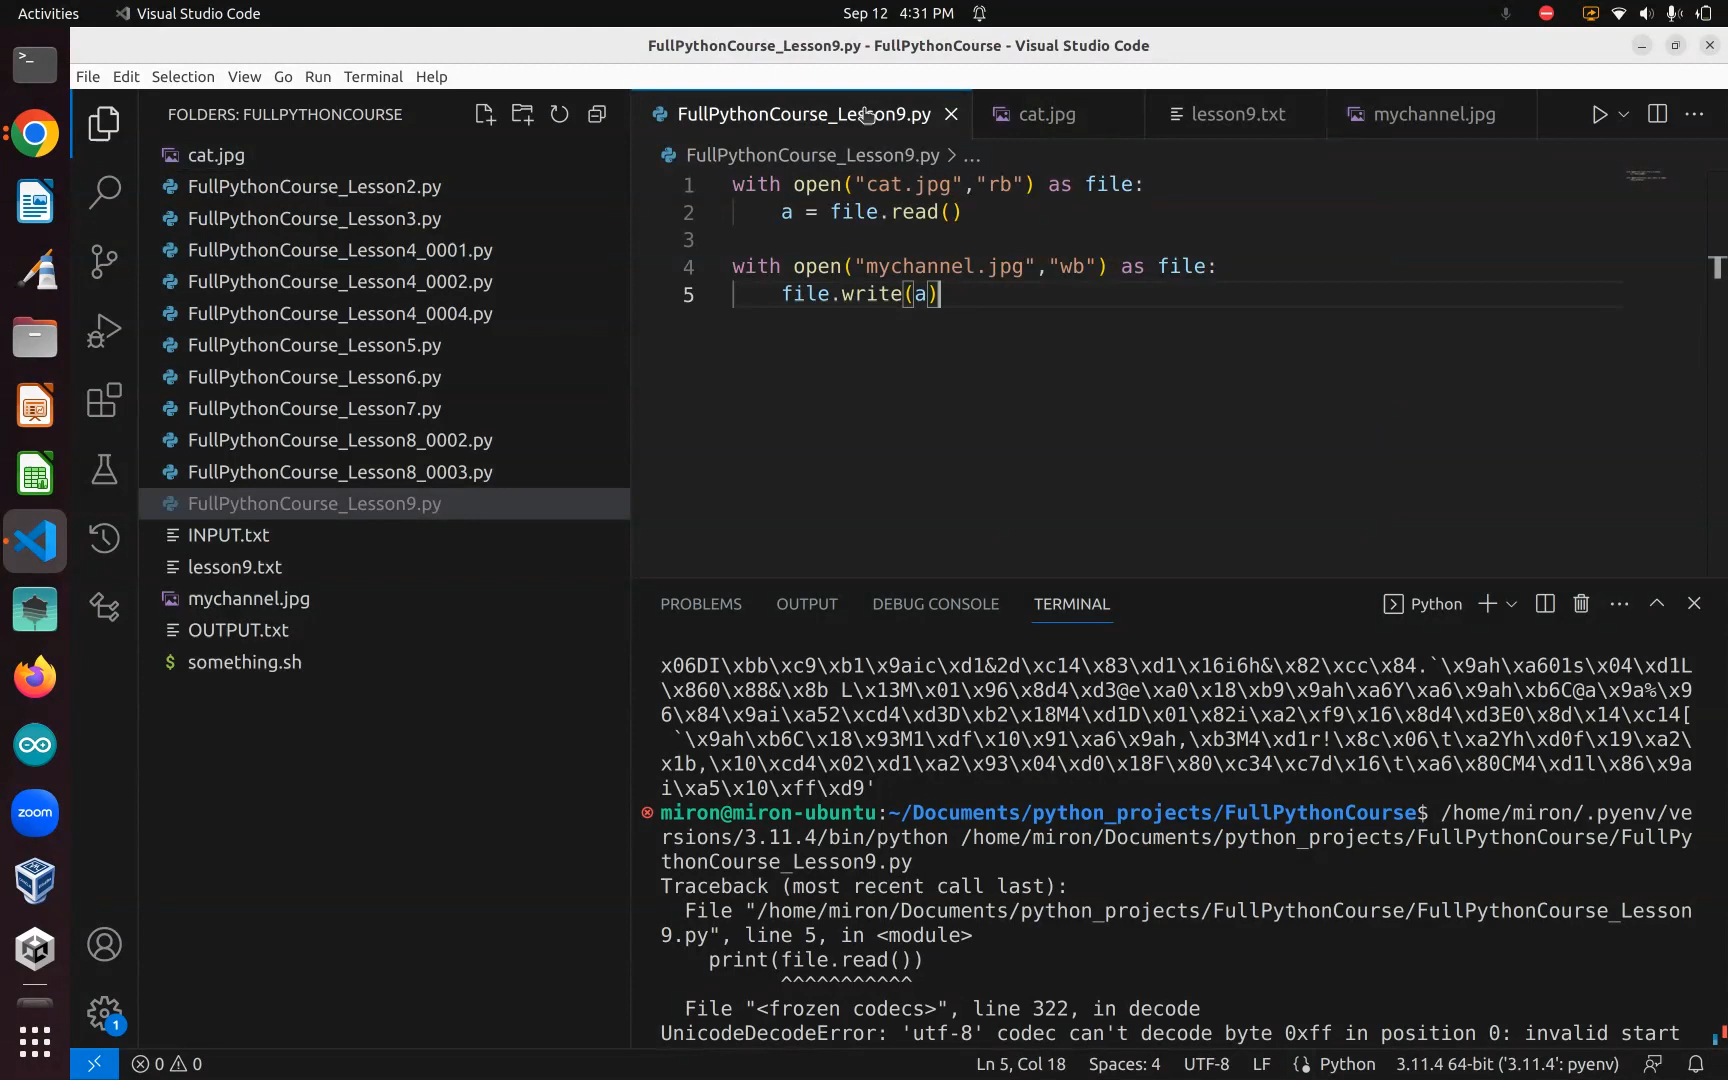 Activities
Visual Studio Code
Sep 12 4:31 PM
FullPythonCourse_Lesson9.py - FullPythonCourse - Visual Studio Code
File Edit Selection View Go Run Terminal Help
FOLDERS: FULLPYTHONCOURSE
cat.jpg
FullPythonCourse_Lesson2.py
FullPythonCourse_Lesson3.py
FullPythonCourse_Lesson4_0001.py
FullPythonCourse_Lesson4_0002.py
FullPythonCourse_Lesson4_0004.py
FullPythonCourse_Lesson5.py
FullPythonCourse_Lesson6.py
FullPythonCourse_Lesson7.py
FullPythonCourse_Lesson8_0002.py
FullPythonCourse_Lesson8_0003.py
FullPythonCourse_Lesson9.py
INPUT.txt
lesson9.txt
mychannel.jpg
OUTPUT.txt
$ something.sh
zoom
1
FullPythonCourse_Lesson9.py
cat.jpg
lesson9.txt
mychannel.jpg
FullPythonCourse_Lesson9.py > ...
1 with open("cat.jpg","rb") as file:
2 a = file.read()
3
4 with open("mychannel.jpg","wb") as file:
5 file.write(a)
PROBLEMS OUTPUT DEBUG CONSOLE TERMINAL
Python
x06DI\xbb\xc9\xb1\x9aic\xd1&2d\xc14\x83\xd1\x16i6h&\x82\xcc\x84.`\x9ah\xa601s\x04\xd1L
\x860\x88&\x8b L\x13M\x01\x96\x8d4\xd3@e\xa0\x18\xb9\x9ah\xa6Y\xa6\x9ah\xb6C@a\x9a%\x9
6\x84\x9ai\xa52\xcd4\xd3D\xb2\x18M4\xd1D\x01\x82i\xa2\xf9\x16\x8d4\xd3E0\x8d\x14\xc14[
`\x9ah\xb6C\x18\x93M1\xdf\x10\x91\xa6\x9ah,\xb3M4\xd1r!\x8c\x06\t\xa2Yh\xd0f\x19\xa2\
x1b,\x10\xcd4\x02\xd1\xa2\x93\x04\xd0\x18F\x80\xc34\xc7d\x16\t\xa6\x80CM4\xd1l\x86\x9a
i\xa5\x10\xff\xd9'
miron@miron-ubuntu:~/Documents/python_projects/FullPythonCourse$ /home/miron/.pyenv/ve
rsions/3.11.4/bin/python /home/miron/Documents/python_projects/FullPythonCourse/FullPy
thonCourse_Lesson9.py
Traceback (most recent call last):
File "/home/miron/Documents/python_projects/FullPythonCourse/FullPythonCourse_Lesson
9.py", line 5, in <module>
print(file.read())
^^^^^^^^^^^
File "<frozen codecs>", line 322, in decode
UnicodeDecodeError: 'utf-8' codec can't decode byte 0xff in position 0: invalid start
0 0
Ln 5, Col 18 Spaces: 4 UTF-8 LF Python 3.11.4 64-bit ('3.11.4': pyenv)